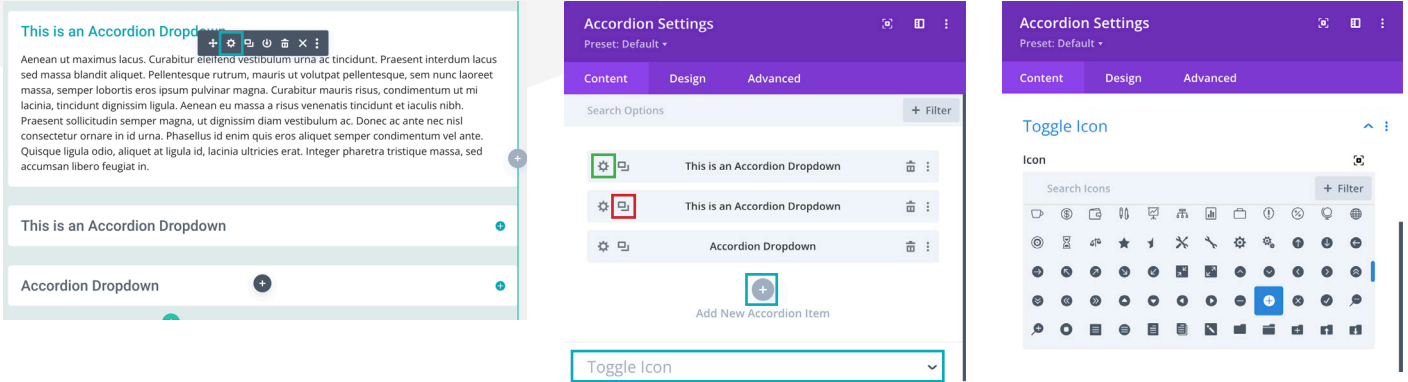 This is an Accordion Dropd
Aenean ut maximus lacus. Curabitur eleifend vestibulum urna ac tincidunt. Praesent interdum lacus
sed massa blandit aliquet. Pellentesque rutrum, mauris ut volutpat pellentesque, sem nunc laoreet
massa, semper lobortis eros ipsum pulvinar magna. Curabitur mauris risus, condimentum ut mi
lacinia, tincidunt dignissim ligula. Aenean eu massa a risus venenatis tincidunt et iaculis nibh.
Praesent sollicitudin semper magna, ut dignissim diam vestibulum ac. Donec ac ante nec nisl
consectetur ornare in id urna. Phasellus id enim quis eros aliquet semper condimentum vel ante.
Quisque ligula odio, aliquet at ligula id, lacinia ultricies erat. Integer pharetra tristique massa, sed
accumsan libero feugiat in.
This is an Accordion Dropdown
Accordion Dropdown
Accordion Settings
Preset: Default
Content Design Advanced
Search Options + Filter
This is an Accordion Dropdown
This is an Accordion Dropdown
Accordion Dropdown
Add New Accordion Item
Toggle Icon
Accordion Settings
Preset: Default
Content Design Advanced
Toggle Icon
Icon
Search Icons + Filter